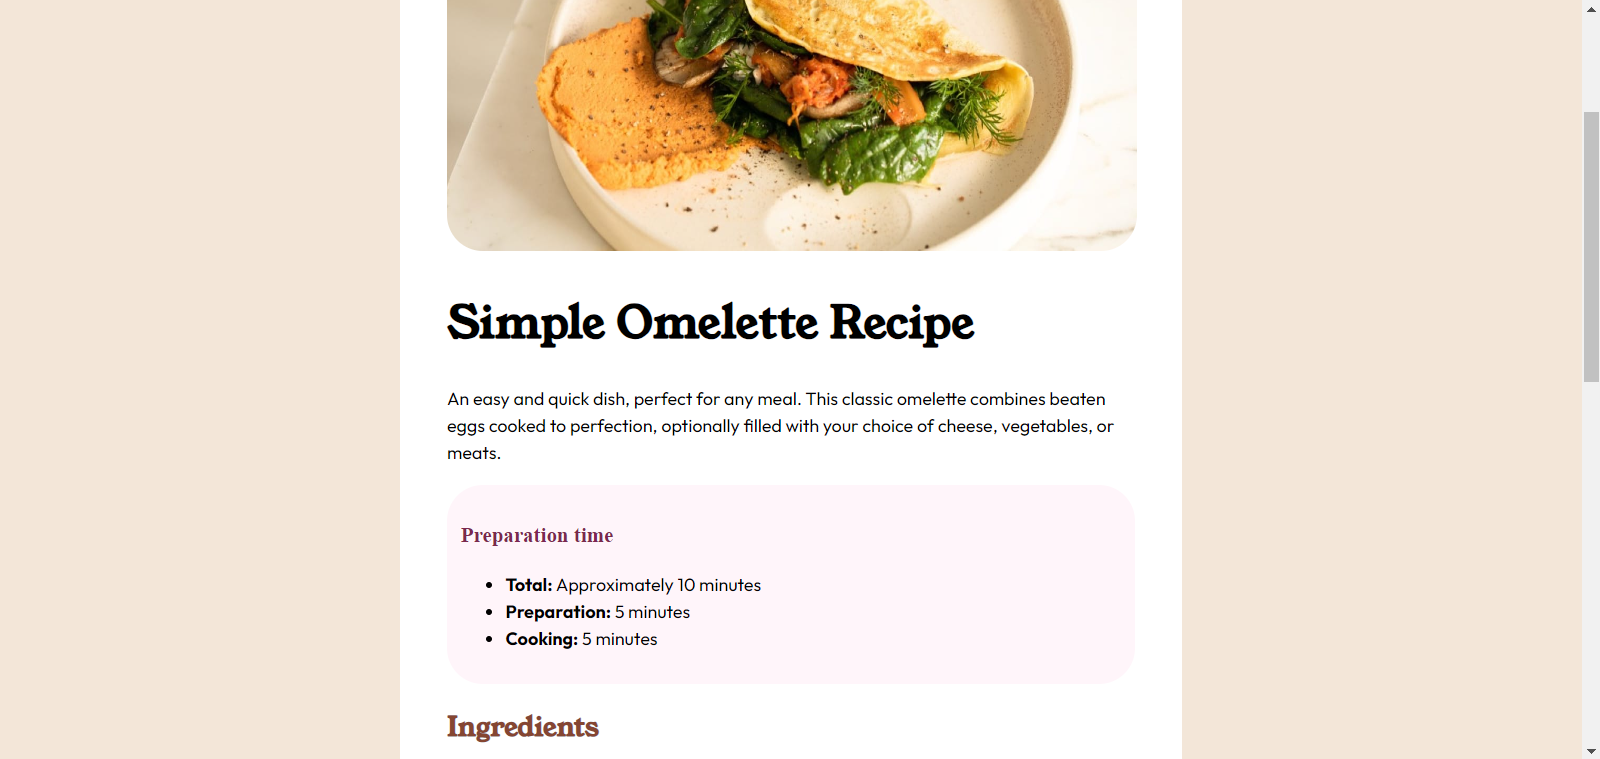 Simple Omelette Recipe
An easy and quick dish, perfect for any meal. This classic omelette combines beaten
eggs cooked to perfection, optionally filled with your choice of cheese, vegetables, or
meats.
Preparation time
Total: Approximately 10 minutes
Preparation: 5 minutes
Cooking: 5 minutes
Ingredients